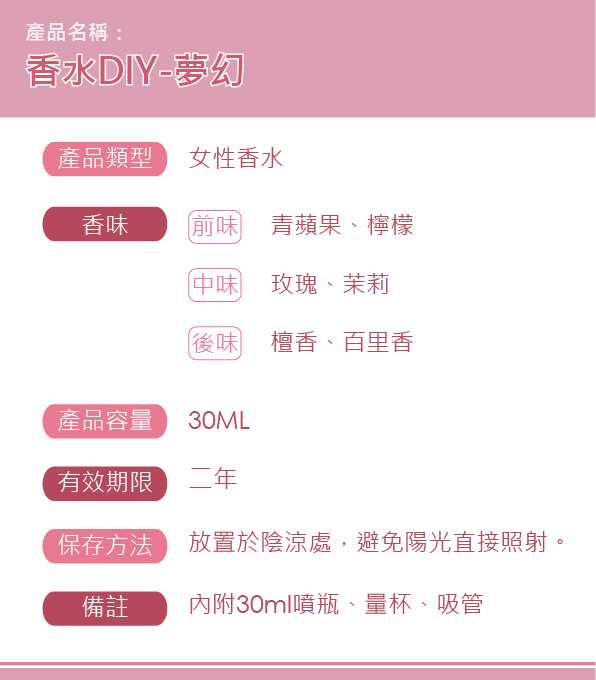 產品名稱：
香水DIY-夢幻
產品類型 女性香水
香味 前味 青蘋果、檸檬
中味 玫瑰、茉莉
後味 檀香、百里香
產品容量 30ML
有效期限 二年
保存方法 放置於陰涼處，避免陽光直接照射。
備註 內附30ml噴瓶、量杯、吸管